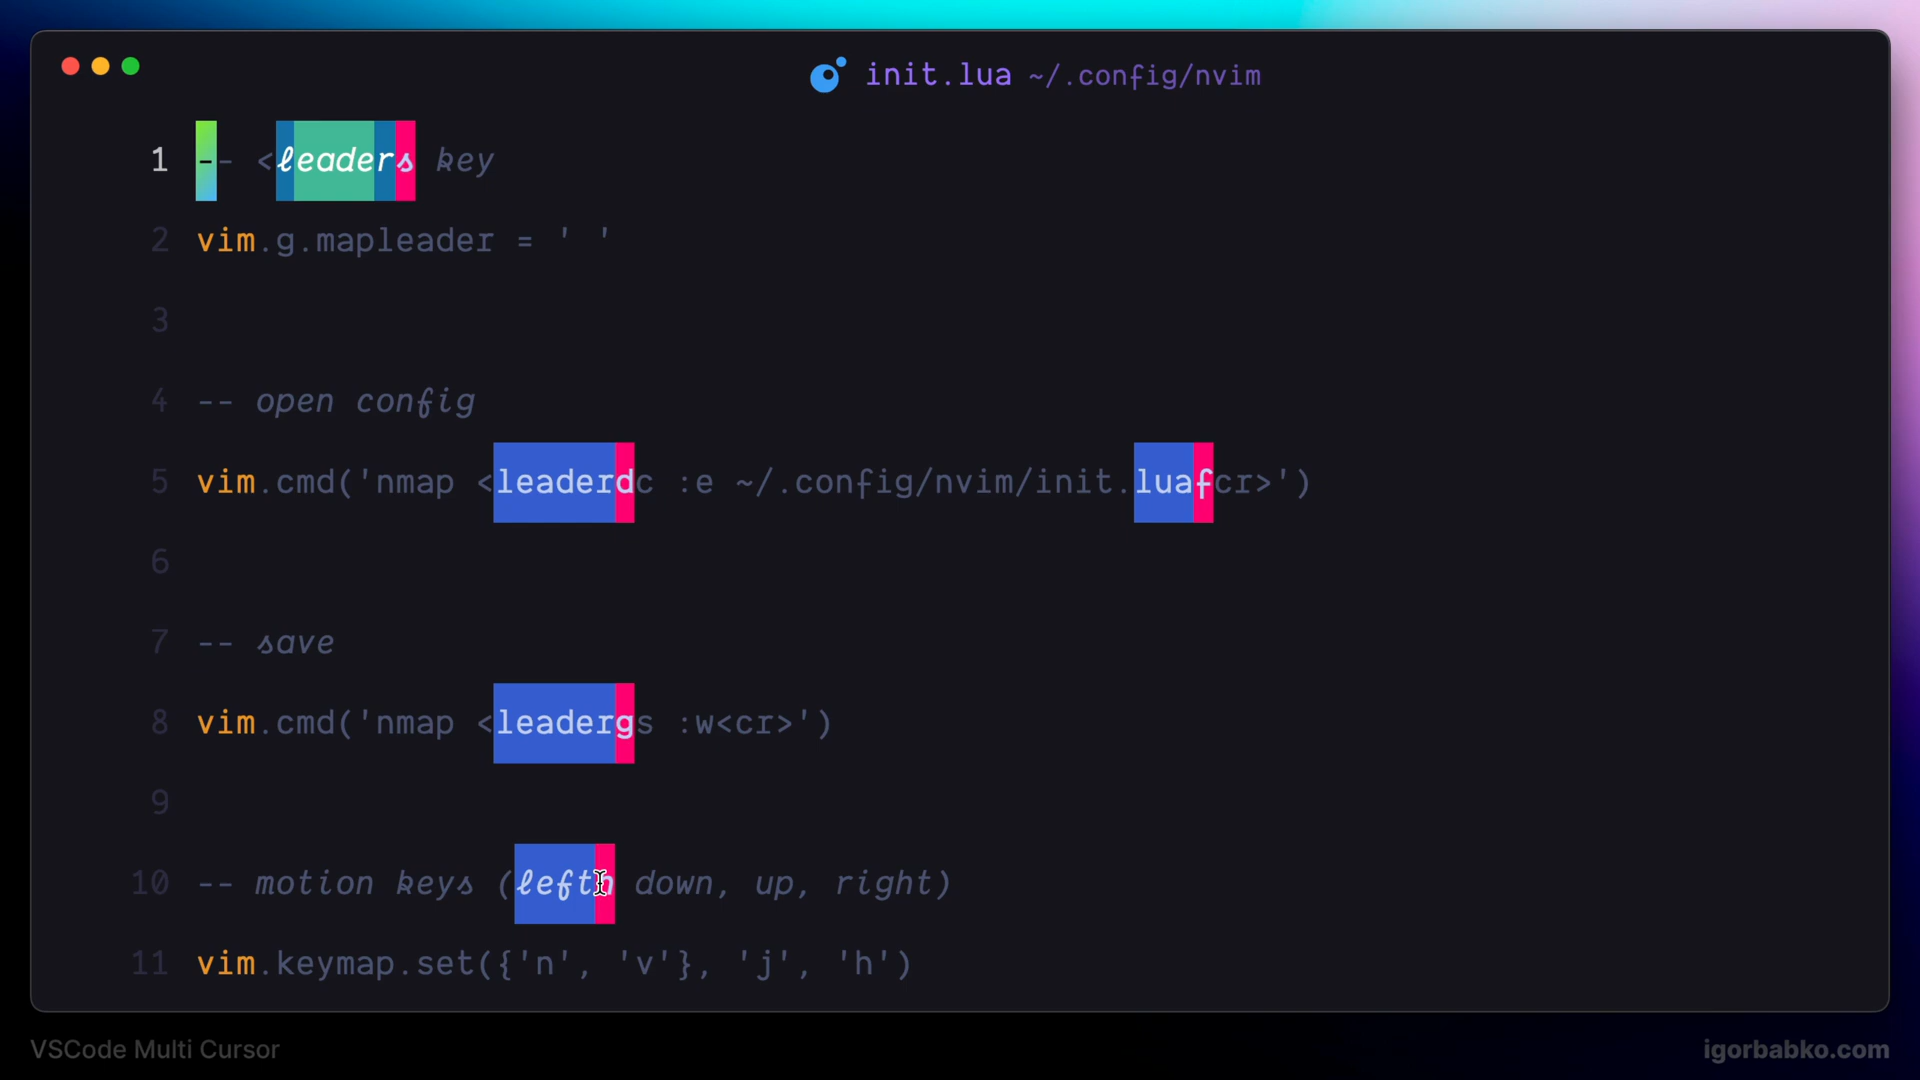 init.lua ~/.config/nvim
1 -- <leaders key
2 vim.g.mapleader = ' '
3
4 -- open config
5 vim.cmd('nmap <leaderdc :e ~/.config/nvim/init.luafcr>')
6
7 -- save
8 vim.cmd('nmap <leadergs :w<cr>')
9
10 -- motion keys (lefth down, up, right)
11 vim.keymap.set({'n', 'v'}, 'j', 'h')
VSCode Multi Cursor
igorbabko.com